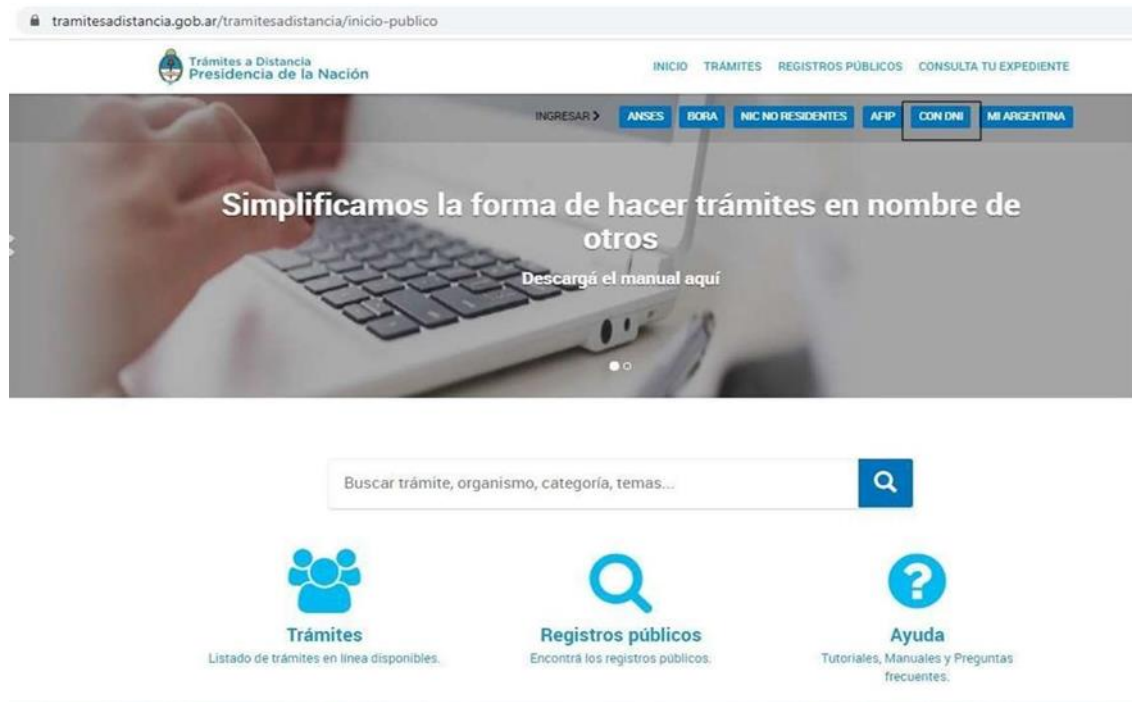 tramitesadistancia.gob.ar/tramitesadistancia/inicio-publico
Trámites a Distancia
Presidencia de la Nación
INICIO TRÁMITES REGISTROS PÚBLICOS CONSULTA TU EXPEDIENTE
INGRESAR ANSES BORA NIC NO RESIDENTES AFIP CON DNI MI ARGENTINA
Simplificamos la forma de hacer trámites en nombre de
otros
Descargá el manual aquí
Buscar trámite, organismo, categoría, temas...
Trámites
Listado de trámites en línea disponibles.
Registros públicos
Encontrá los registros públicos.
Ayuda
Tutoriales, Manuales y Preguntas
frecuentes.